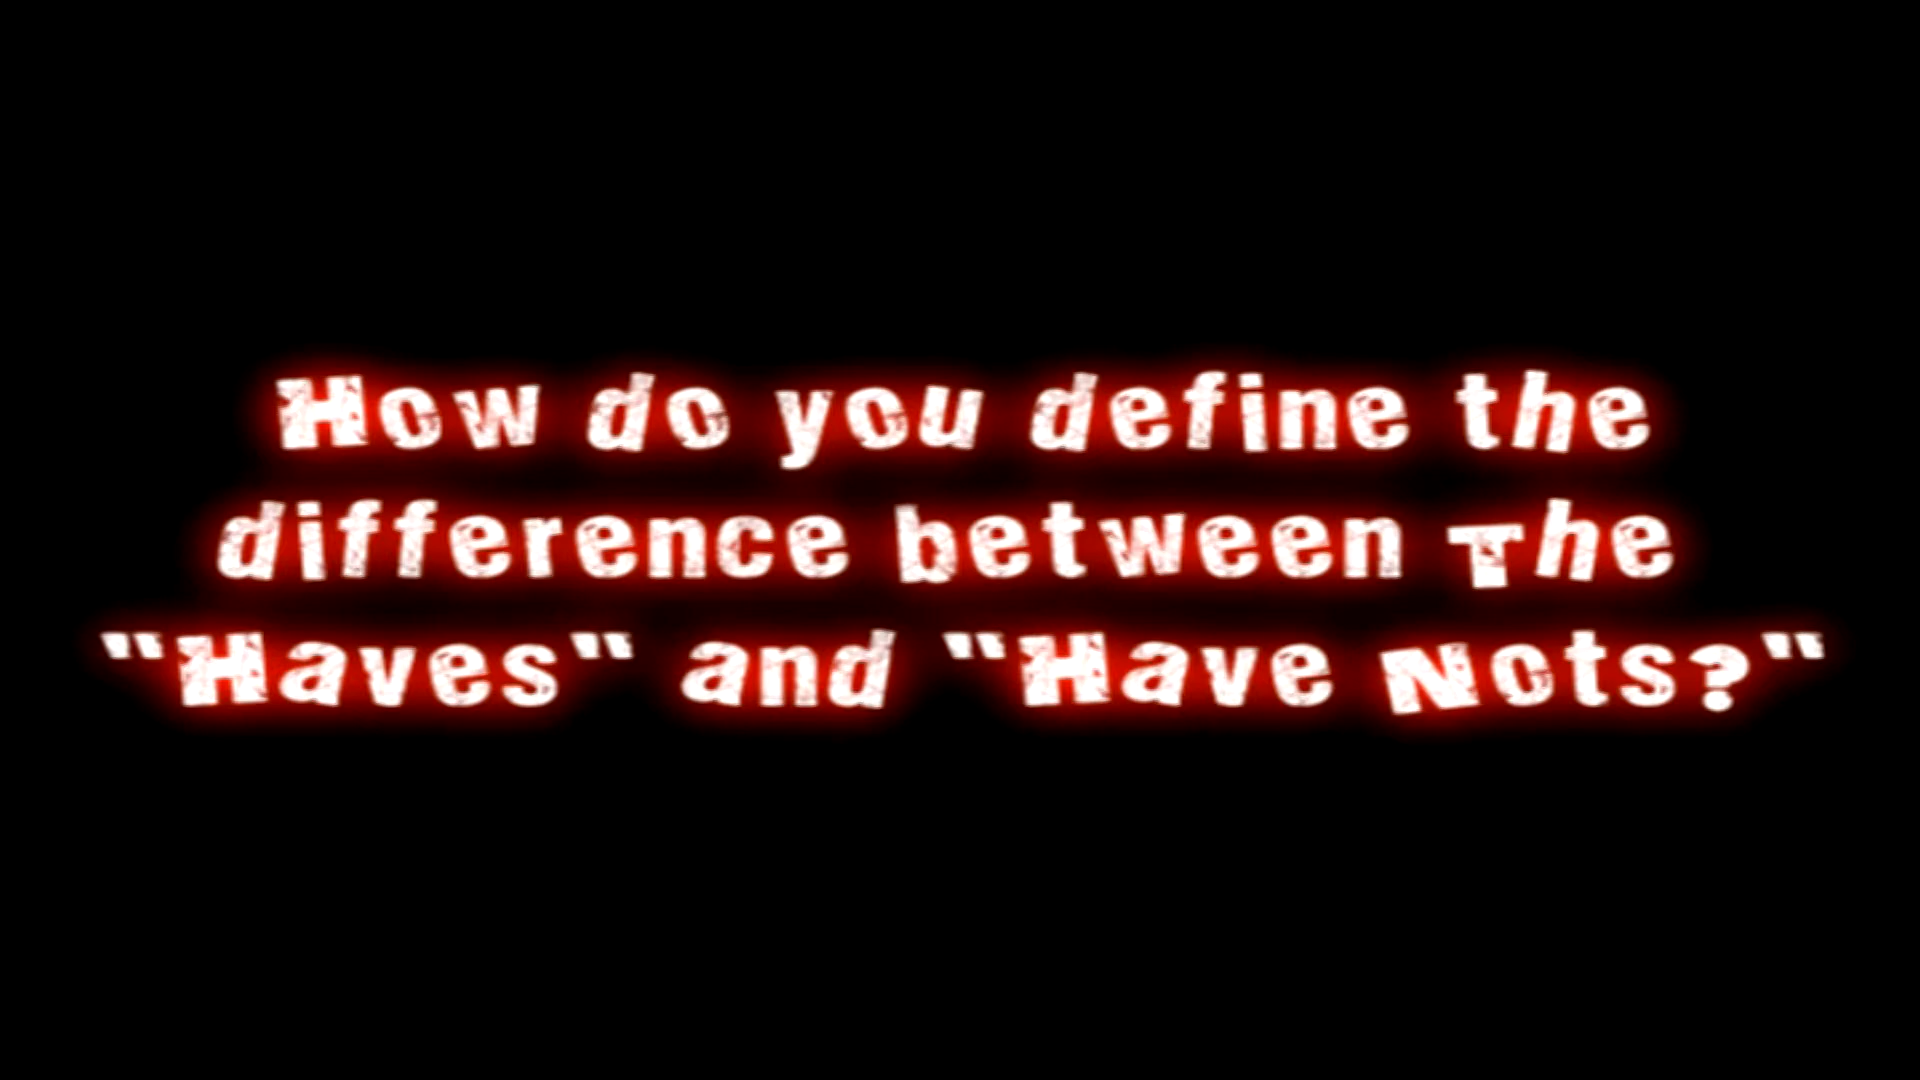 How do you define the
difference between The
"Haves" and "Have Nots?"